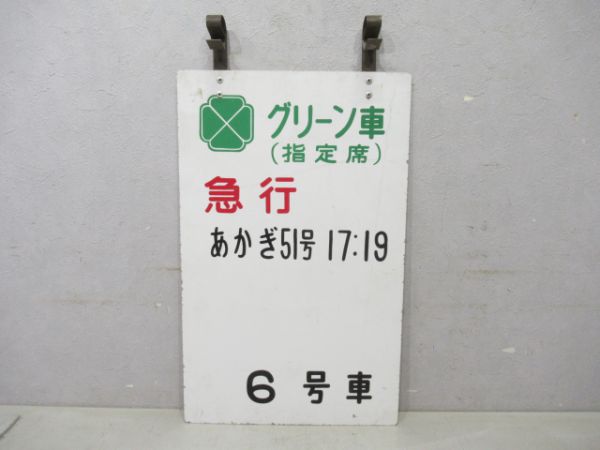 グリーン車
(指定席)
急行
あかぎ51号 17:19
6号車